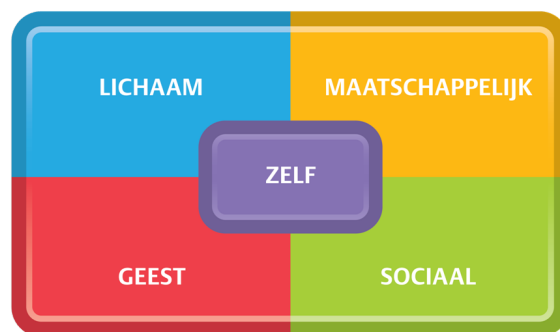 LICHAAM
MAATSCHAPPELIJK
ZELF
GEEST
SOCIAAL